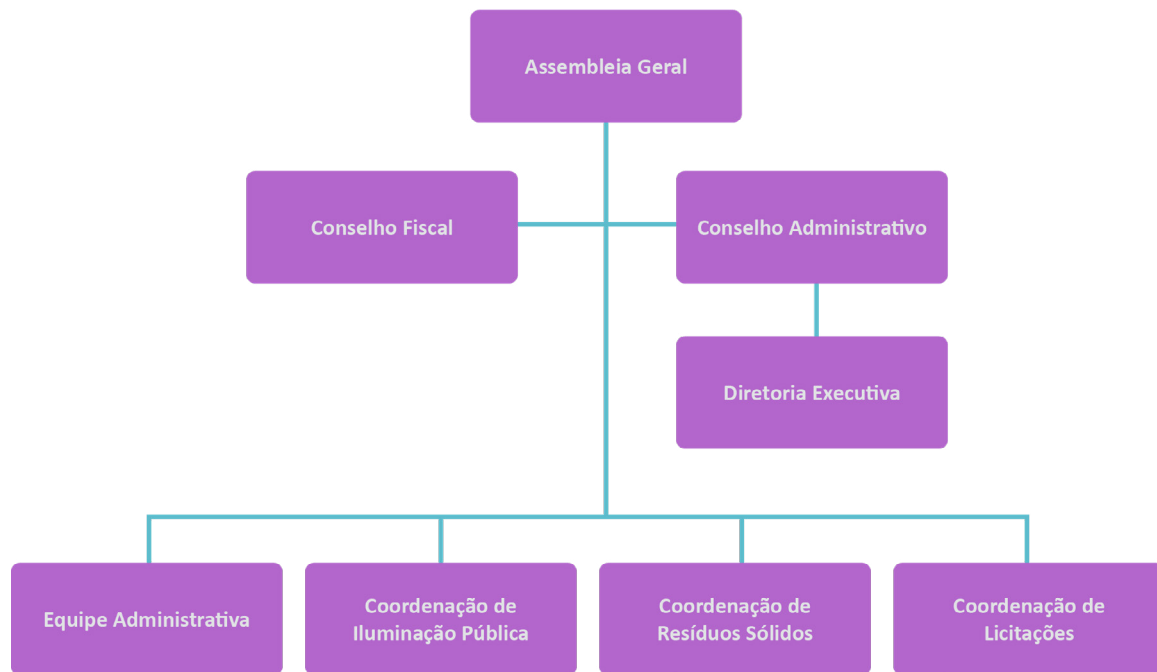 Assembleia Geral
Conselho Fiscal
Conselho Administrativo
Diretoria Executiva
Equipe Administrativa
Coordenação de
Iluminação Pública
Coordenação de
Resíduos Sólidos
Coordenação de
Licitações